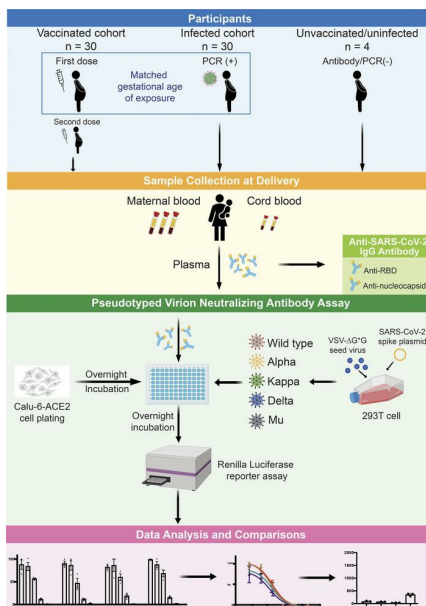 Participants
Vaccinated cohort
n = 30
Infected cohort
n = 30
Unvaccinated/uninfected
n = 4
First dose
Matched
gestational age
of exposure
PCR (+)
Antibody/PCR(-)
Second dose
Sample Collection at Delivery
Maternal blood
Cord blood
Plasma
Anti-SARS-CoV-2
IgG Antibody
Anti-RBD
Anti-nucleocapsid
Pseudotyped Virion Neutralizing Antibody Assay
Calu-6-ACE2
cell plating
Overnight
Incubation
Wild type
Alpha
Kappa
Delta
Mu
VSV-ΔG*G
seed virus
SARS-CoV-2
spike plasmid
293T cell
Overnight
incubation
Renilla Luciferase
reporter assay
Data Analysis and Comparisons